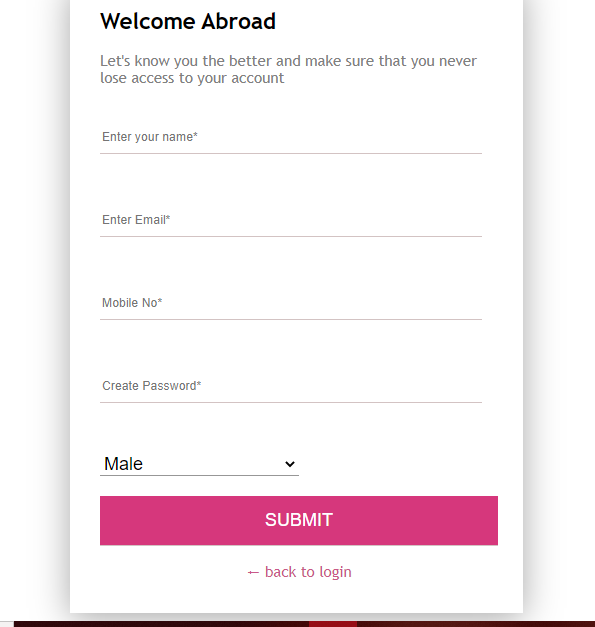 Welcome Abroad
Let's know you the better and make sure that you never
lose access to your account
Enter your name*
Enter Email*
Mobile No*
Create Password*
Male
SUBMIT
← back to login